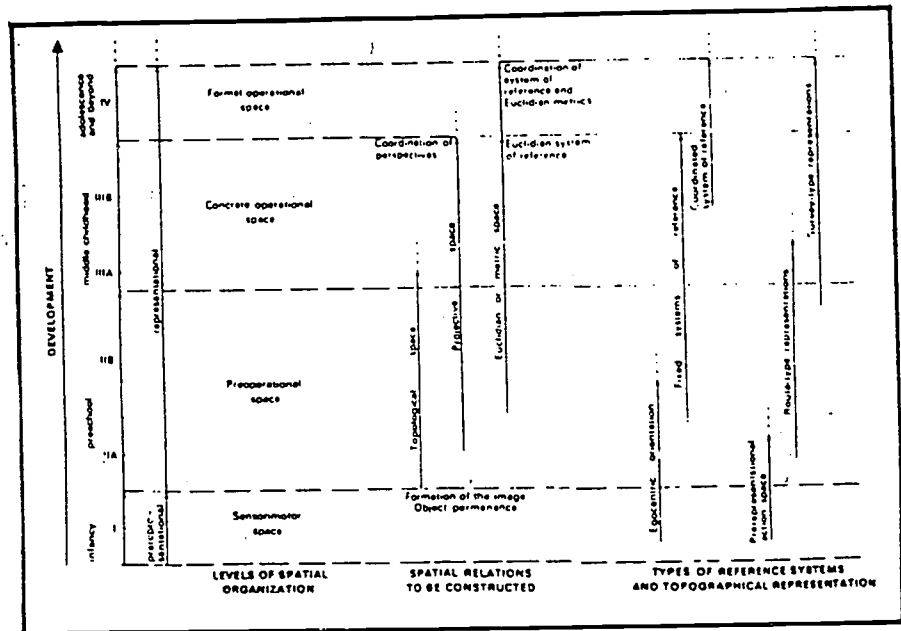 DEVELOPMENT
adolescence
and beyond
IV
middle childhood
IIIB
IIIA
preschool
IIB
IIA
infancy
I
representational
prerepre-
sentational
Formal operational
space
Concrete operational
space
Preoperational
space
Sensorimotor
space
LEVELS OF SPATIAL
ORGANIZATION
Coordination of
system of
reference and
Euclidian metrics
Coordination of
perspectives
Euclidian system
of reference
Topological space
Projective space
Euclidian or metric space
Formation of the image
Object permanence
SPATIAL RELATIONS
TO BE CONSTRUCTED
Egocentric orientation
Fixed systems of reference
Coordinated
system of reference
Prerepresentational
action space
Route-type representations
Survey-type representations
TYPES OF REFERENCE SYSTEMS
AND TOPOGRAPHICAL REPRESENTATION